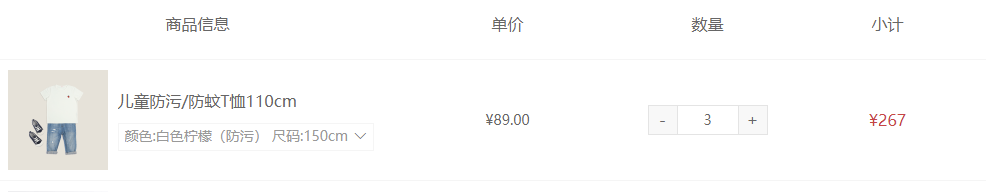 商品信息 单价 数量 小计
儿童防污/防蚊T恤110cm
颜色:白色柠檬（防污） 尺码:150cm
¥89.00
- 3 +
¥267